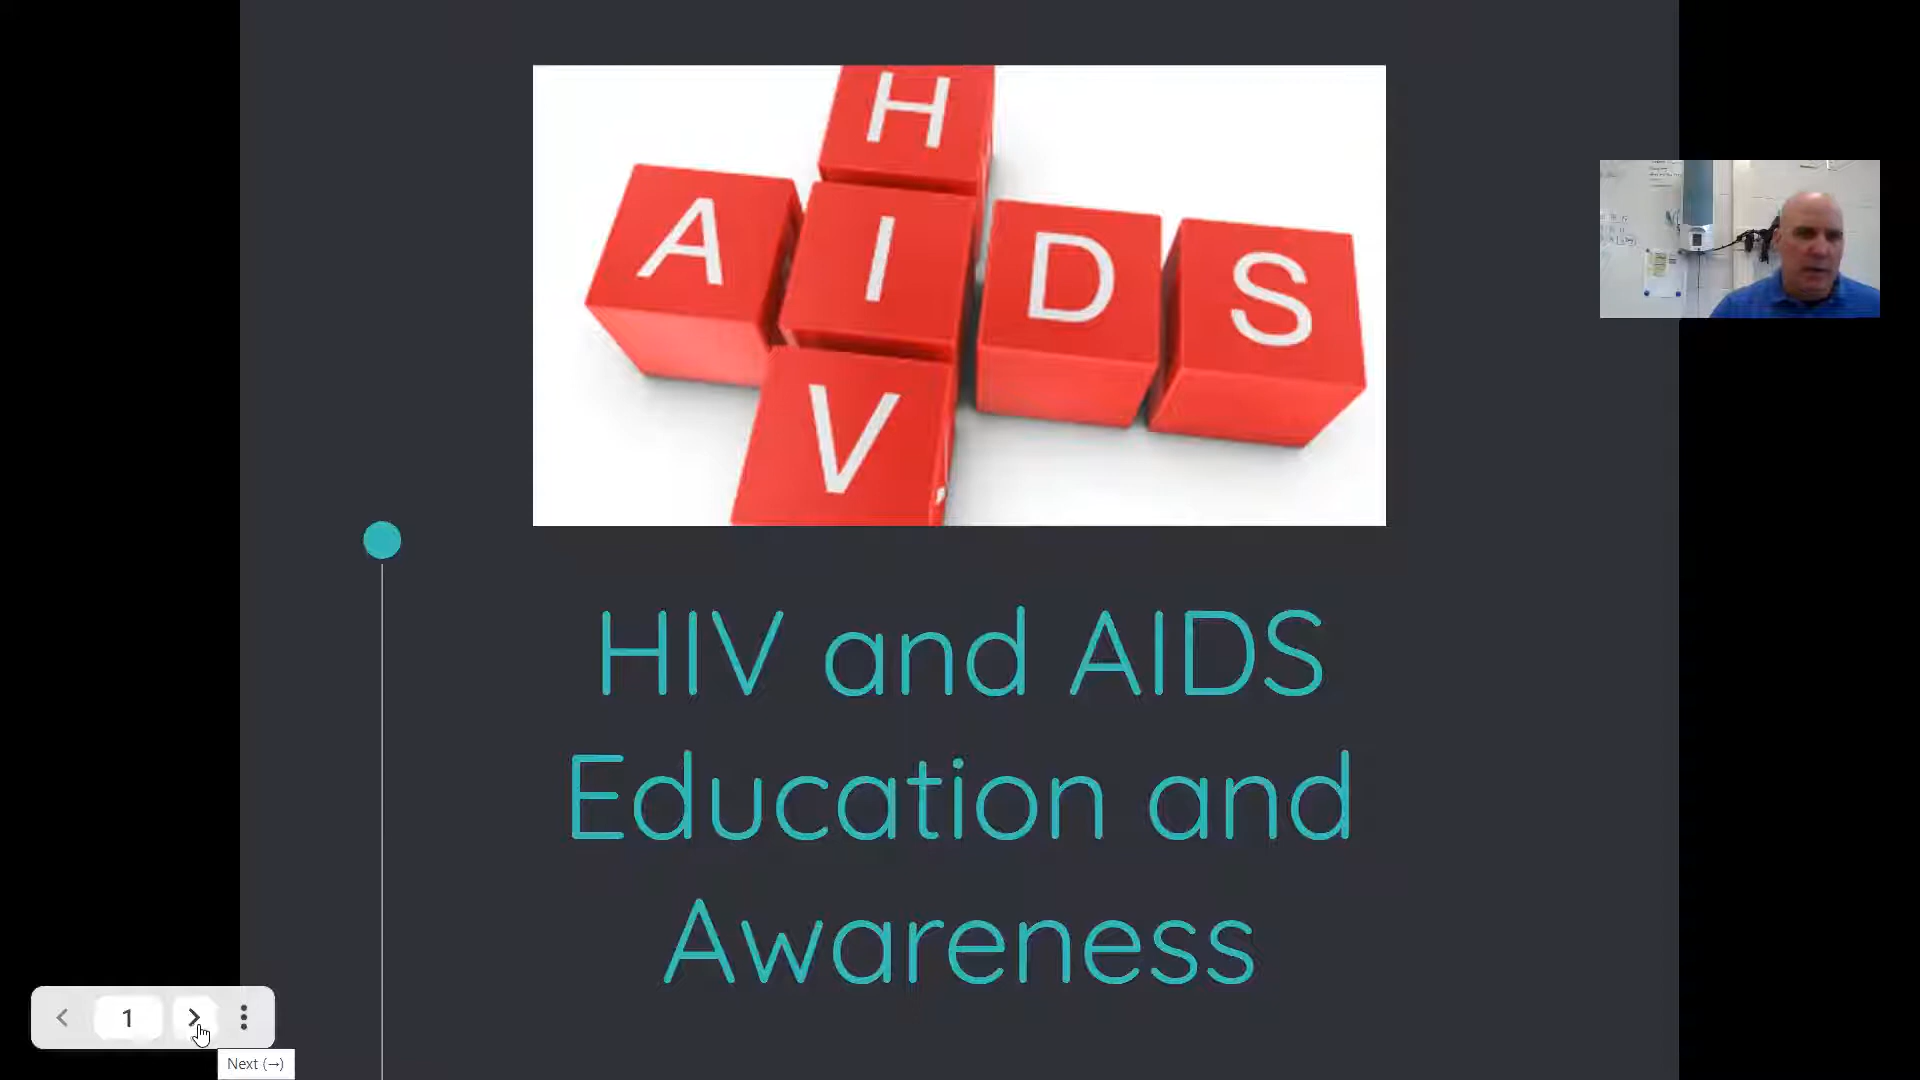 H
A I D S
V
HIV and AIDS
Education and
Awareness
1
Next (→)